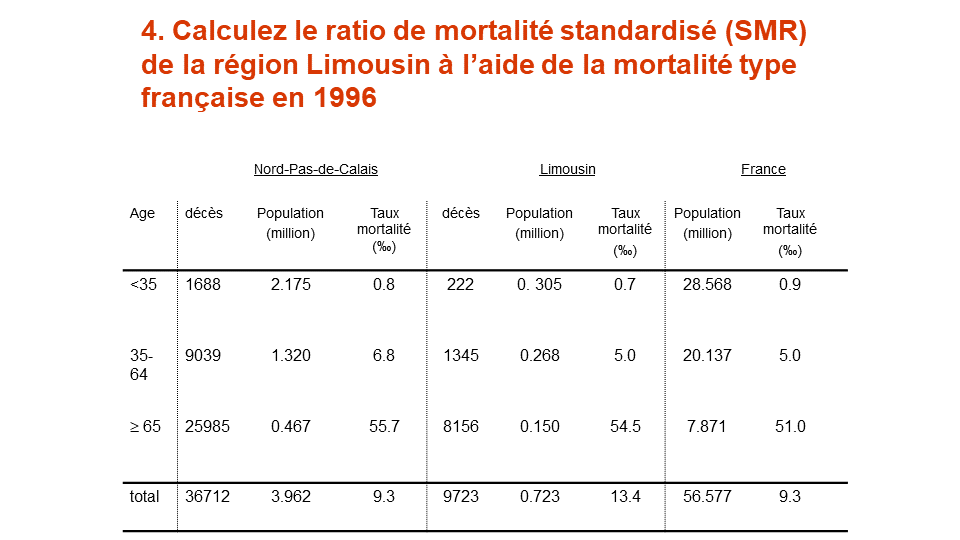 4. Calculez le ratio de mortalité standardisé (SMR)
de la région Limousin à l’aide de la mortalité type
française en 1996
Nord-Pas-de-Calais Limousin France
Age décès Population Taux décès Population Taux Population Taux
(million) mortalité (million) mortalité (million) mortalité
(‰) (‰) (‰)
<35 1688 2.175 0.8 222 0. 305 0.7 28.568 0.9
35- 9039 1.320 6.8 1345 0.268 5.0 20.137 5.0
64
≥ 65 25985 0.467 55.7 8156 0.150 54.5 7.871 51.0
total 36712 3.962 9.3 9723 0.723 13.4 56.577 9.3